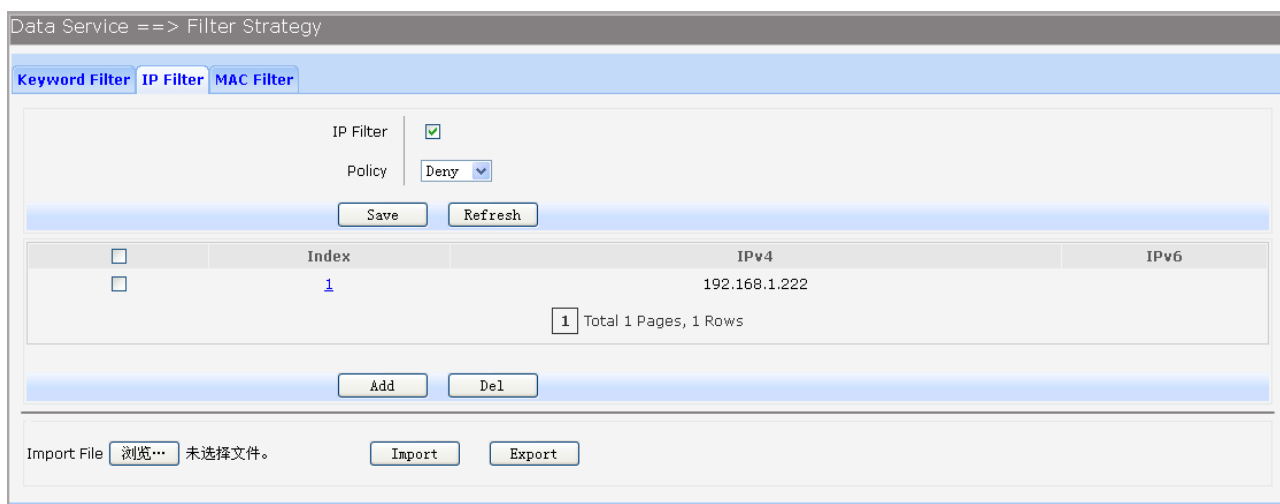 Data Service ==> Filter Strategy
Keyword Filter IP Filter MAC Filter
IP Filter
Policy Deny
Save Refresh
Index IPv4 IPv6
1 192.168.1.222
1 Total 1 Pages, 1 Rows
Add Del
Import File 浏览… 未选择文件。 Import Export